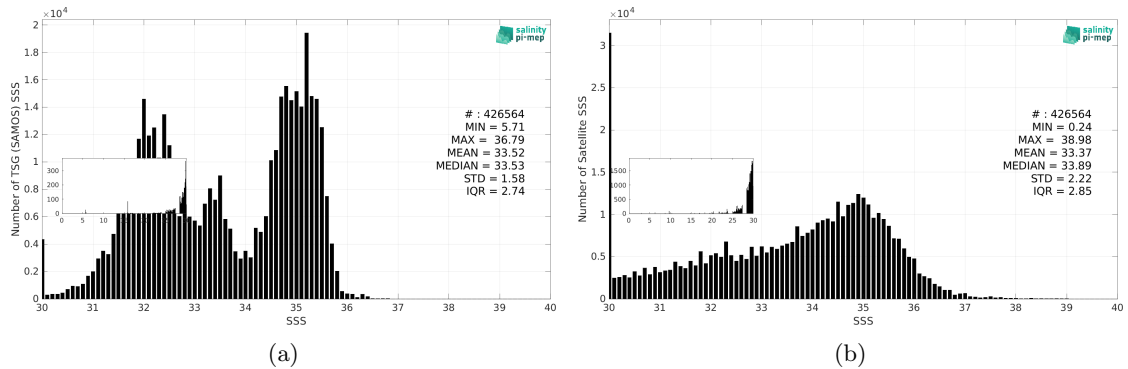 ×10⁴
salinity
pi-mep
# : 426564
MIN = 5.71
MAX = 36.79
MEAN = 33.52
MEDIAN = 33.53
STD = 1.58
IQR = 2.74
Number of TSG (SAMOS) SSS
2
1.8
1.6
1.4
1.2
1
0.8
0.6
0.4
0.2
0
300
200
100
0
0 5 10 15 20 25 30
30 31 32 33 34 35 36 37 38 39 40
SSS
(a)
×10⁴
salinity
pi-mep
# : 426564
MIN = 0.24
MAX = 38.98
MEAN = 33.37
MEDIAN = 33.89
STD = 2.22
IQR = 2.85
Number of Satellite SSS
3
2.5
2
1.5
1
0.5
0
1500
1000
500
0
0 5 10 15 20 25 30
30 31 32 33 34 35 36 37 38 39 40
SSS
(b)